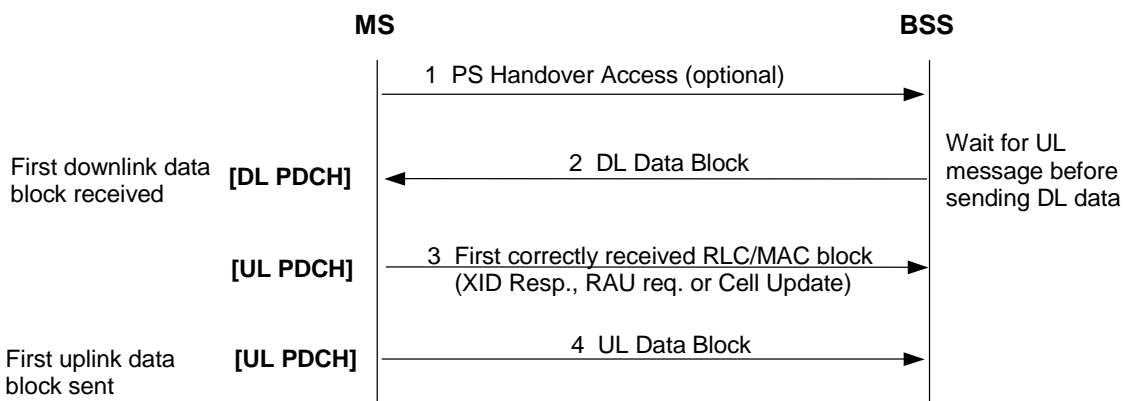 MS
BSS
1 PS Handover Access (optional)
First downlink data
block received
[DL PDCH]
2 DL Data Block
Wait for UL
message before
sending DL data
[UL PDCH]
3 First correctly received RLC/MAC block
(XID Resp., RAU req. or Cell Update)
First uplink data
block sent
[UL PDCH]
4 UL Data Block